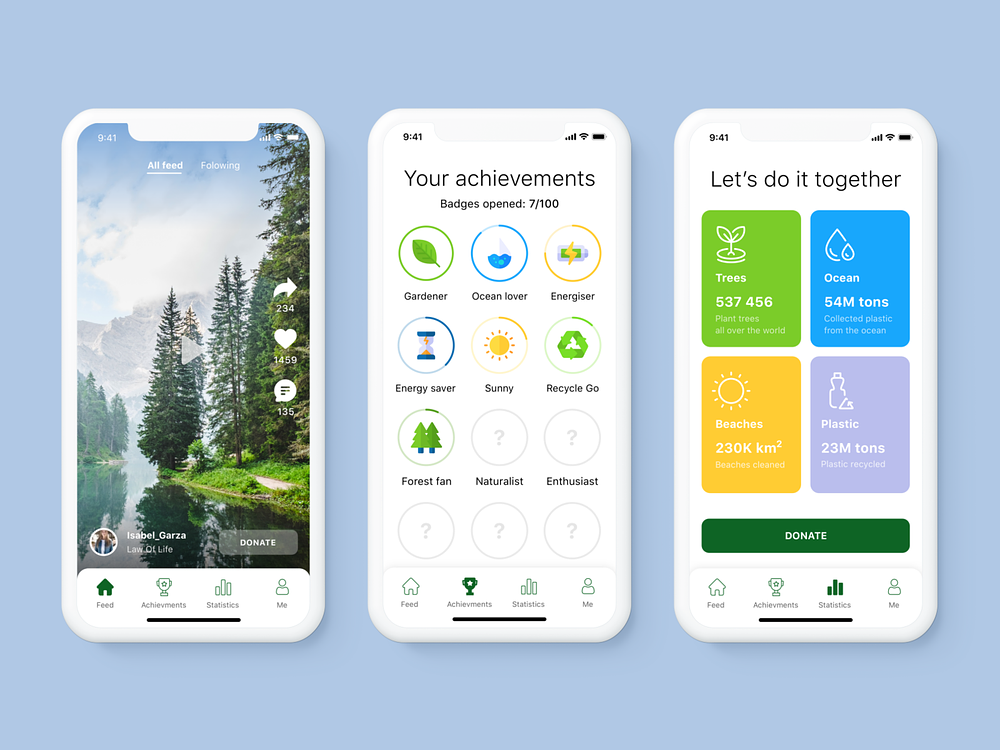 9:41
All feed Folowing
234
1459
135
Isabel_Garza
Law Of Life
DONATE
Feed Achievments Statistics Me
9:41
Your achievements
Badges opened: 7/100
Gardener Ocean lover Energiser
Energy saver Sunny Recycle Go
? ?
Forest fan Naturalist Enthusiast
? ? ?
Feed Achievments Statistics Me
9:41
Let's do it together
Trees
537 456
Plant trees
all over the world
Ocean
54M tons
Collected plastic
from the ocean
Beaches
230K km²
Beaches cleaned
Plastic
23M tons
Plastic recycled
DONATE
Feed Achievments Statistics Me